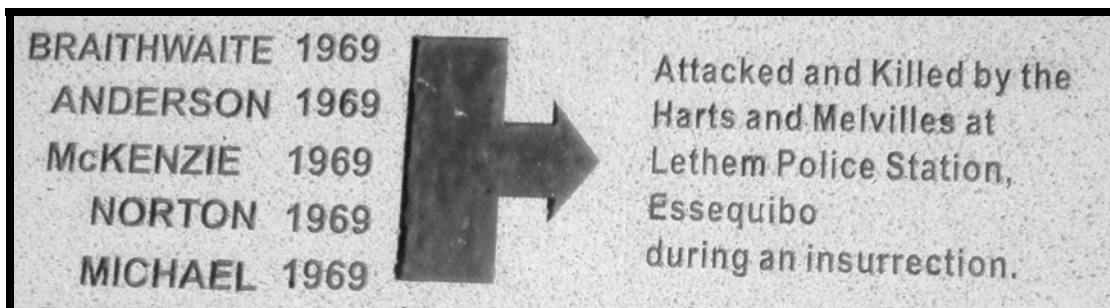 BRAITHWAITE 1969
ANDERSON 1969
McKENZIE 1969
NORTON 1969
MICHAEL 1969
Attacked and Killed by the
Harts and Melvilles at
Lethem Police Station,
Essequibo
during an insurrection.